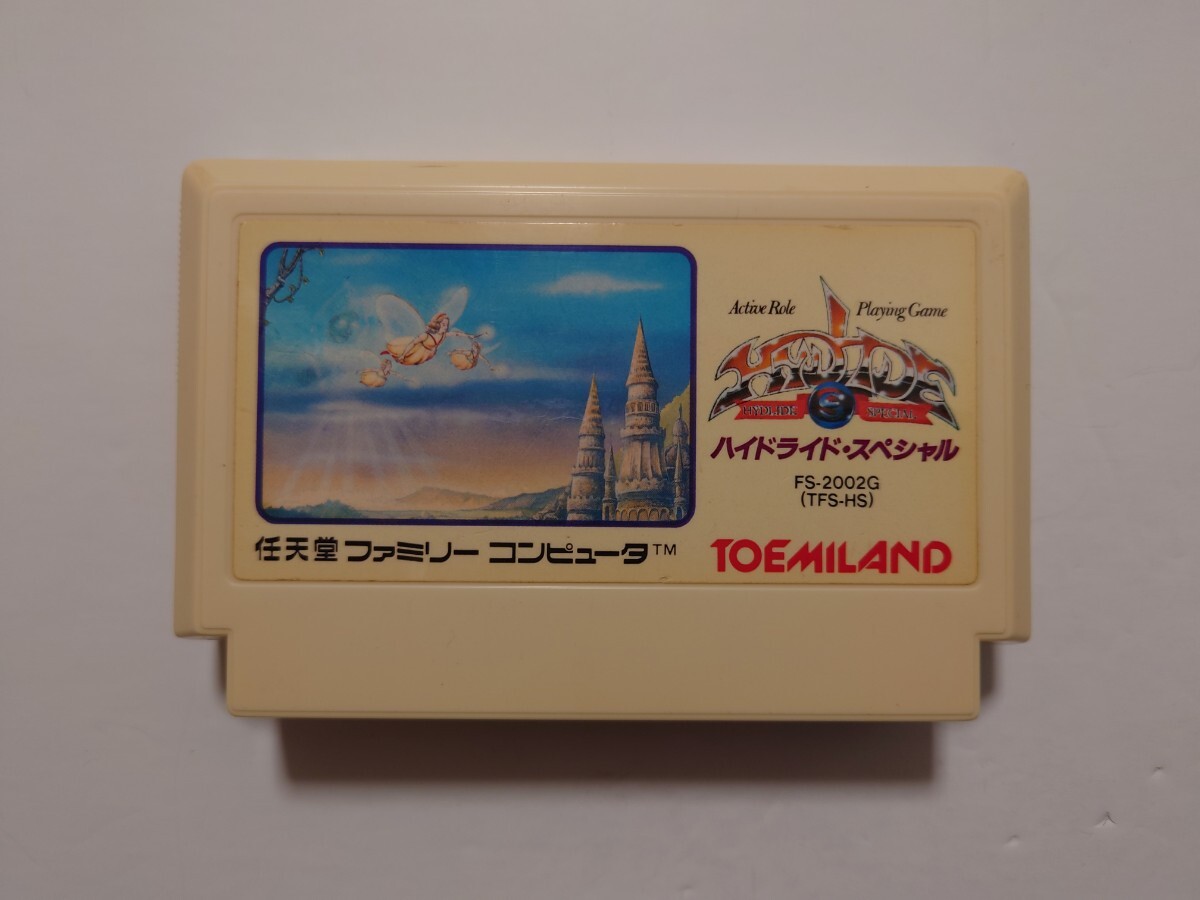 Active Role Playing Game
HYDLIDE
HYDLIDE S SPECIAL
ハイドライド・スペシャル
FS-2002G
(TFS-HS)
任天堂 ファミリー コンピュータ™
TOEMILAND